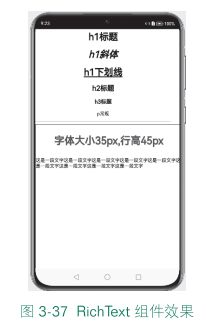 9:23
100%
h1标题
h1斜体
h1下划线
h2标题
h3标题
p常规
字体大小35px,行高45px
这是一段文字这是一段文字这是一段文字这是一段文字这是一段文字这
是一段文字这是一段文字这是一段文字这是一段文字
图 3-37 RichText 组件效果